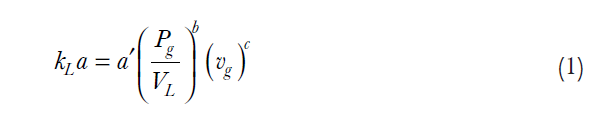 k_L a = a′ (P_g / V_L)^b (v_g)^c (1)